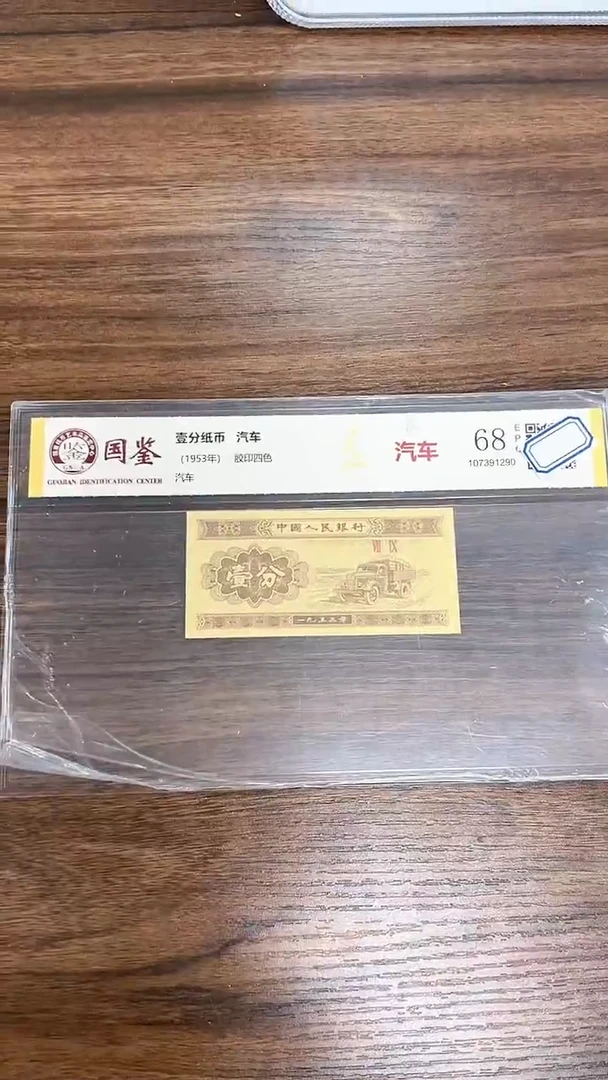 国鉴
GUOJIAN IDENTIFICATION CENTER
壹分纸币 汽车
(1953年) 胶印四色
汽车
汽车
68
E
P
107391290
中國人民銀行
VII IX
壹分
一九五三年